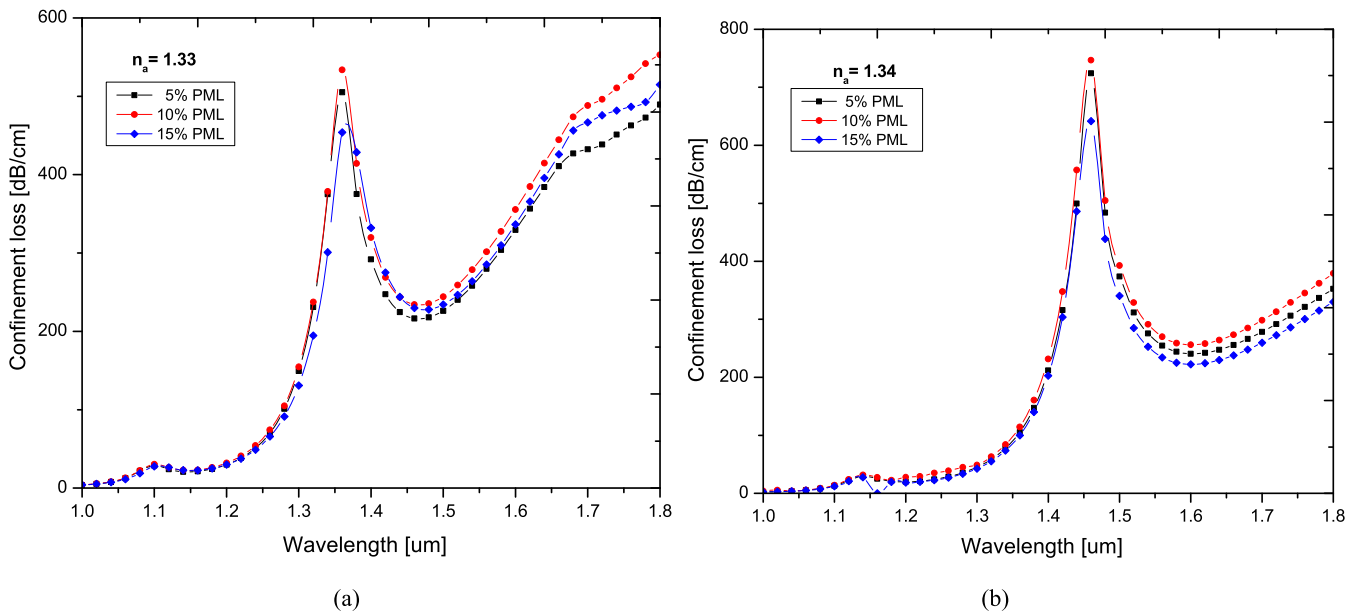 600
400
200
0
Confinement loss [dB/cm]
nₐ= 1.33
5% PML
10% PML
15% PML
1.0 1.1 1.2 1.3 1.4 1.5 1.6 1.7 1.8
Wavelength [um]
(a)
800
600
400
200
0
Confinement loss [dB/cm]
nₐ= 1.34
5% PML
10% PML
15% PML
1.0 1.1 1.2 1.3 1.4 1.5 1.6 1.7 1.8
Wavelength [um]
(b)